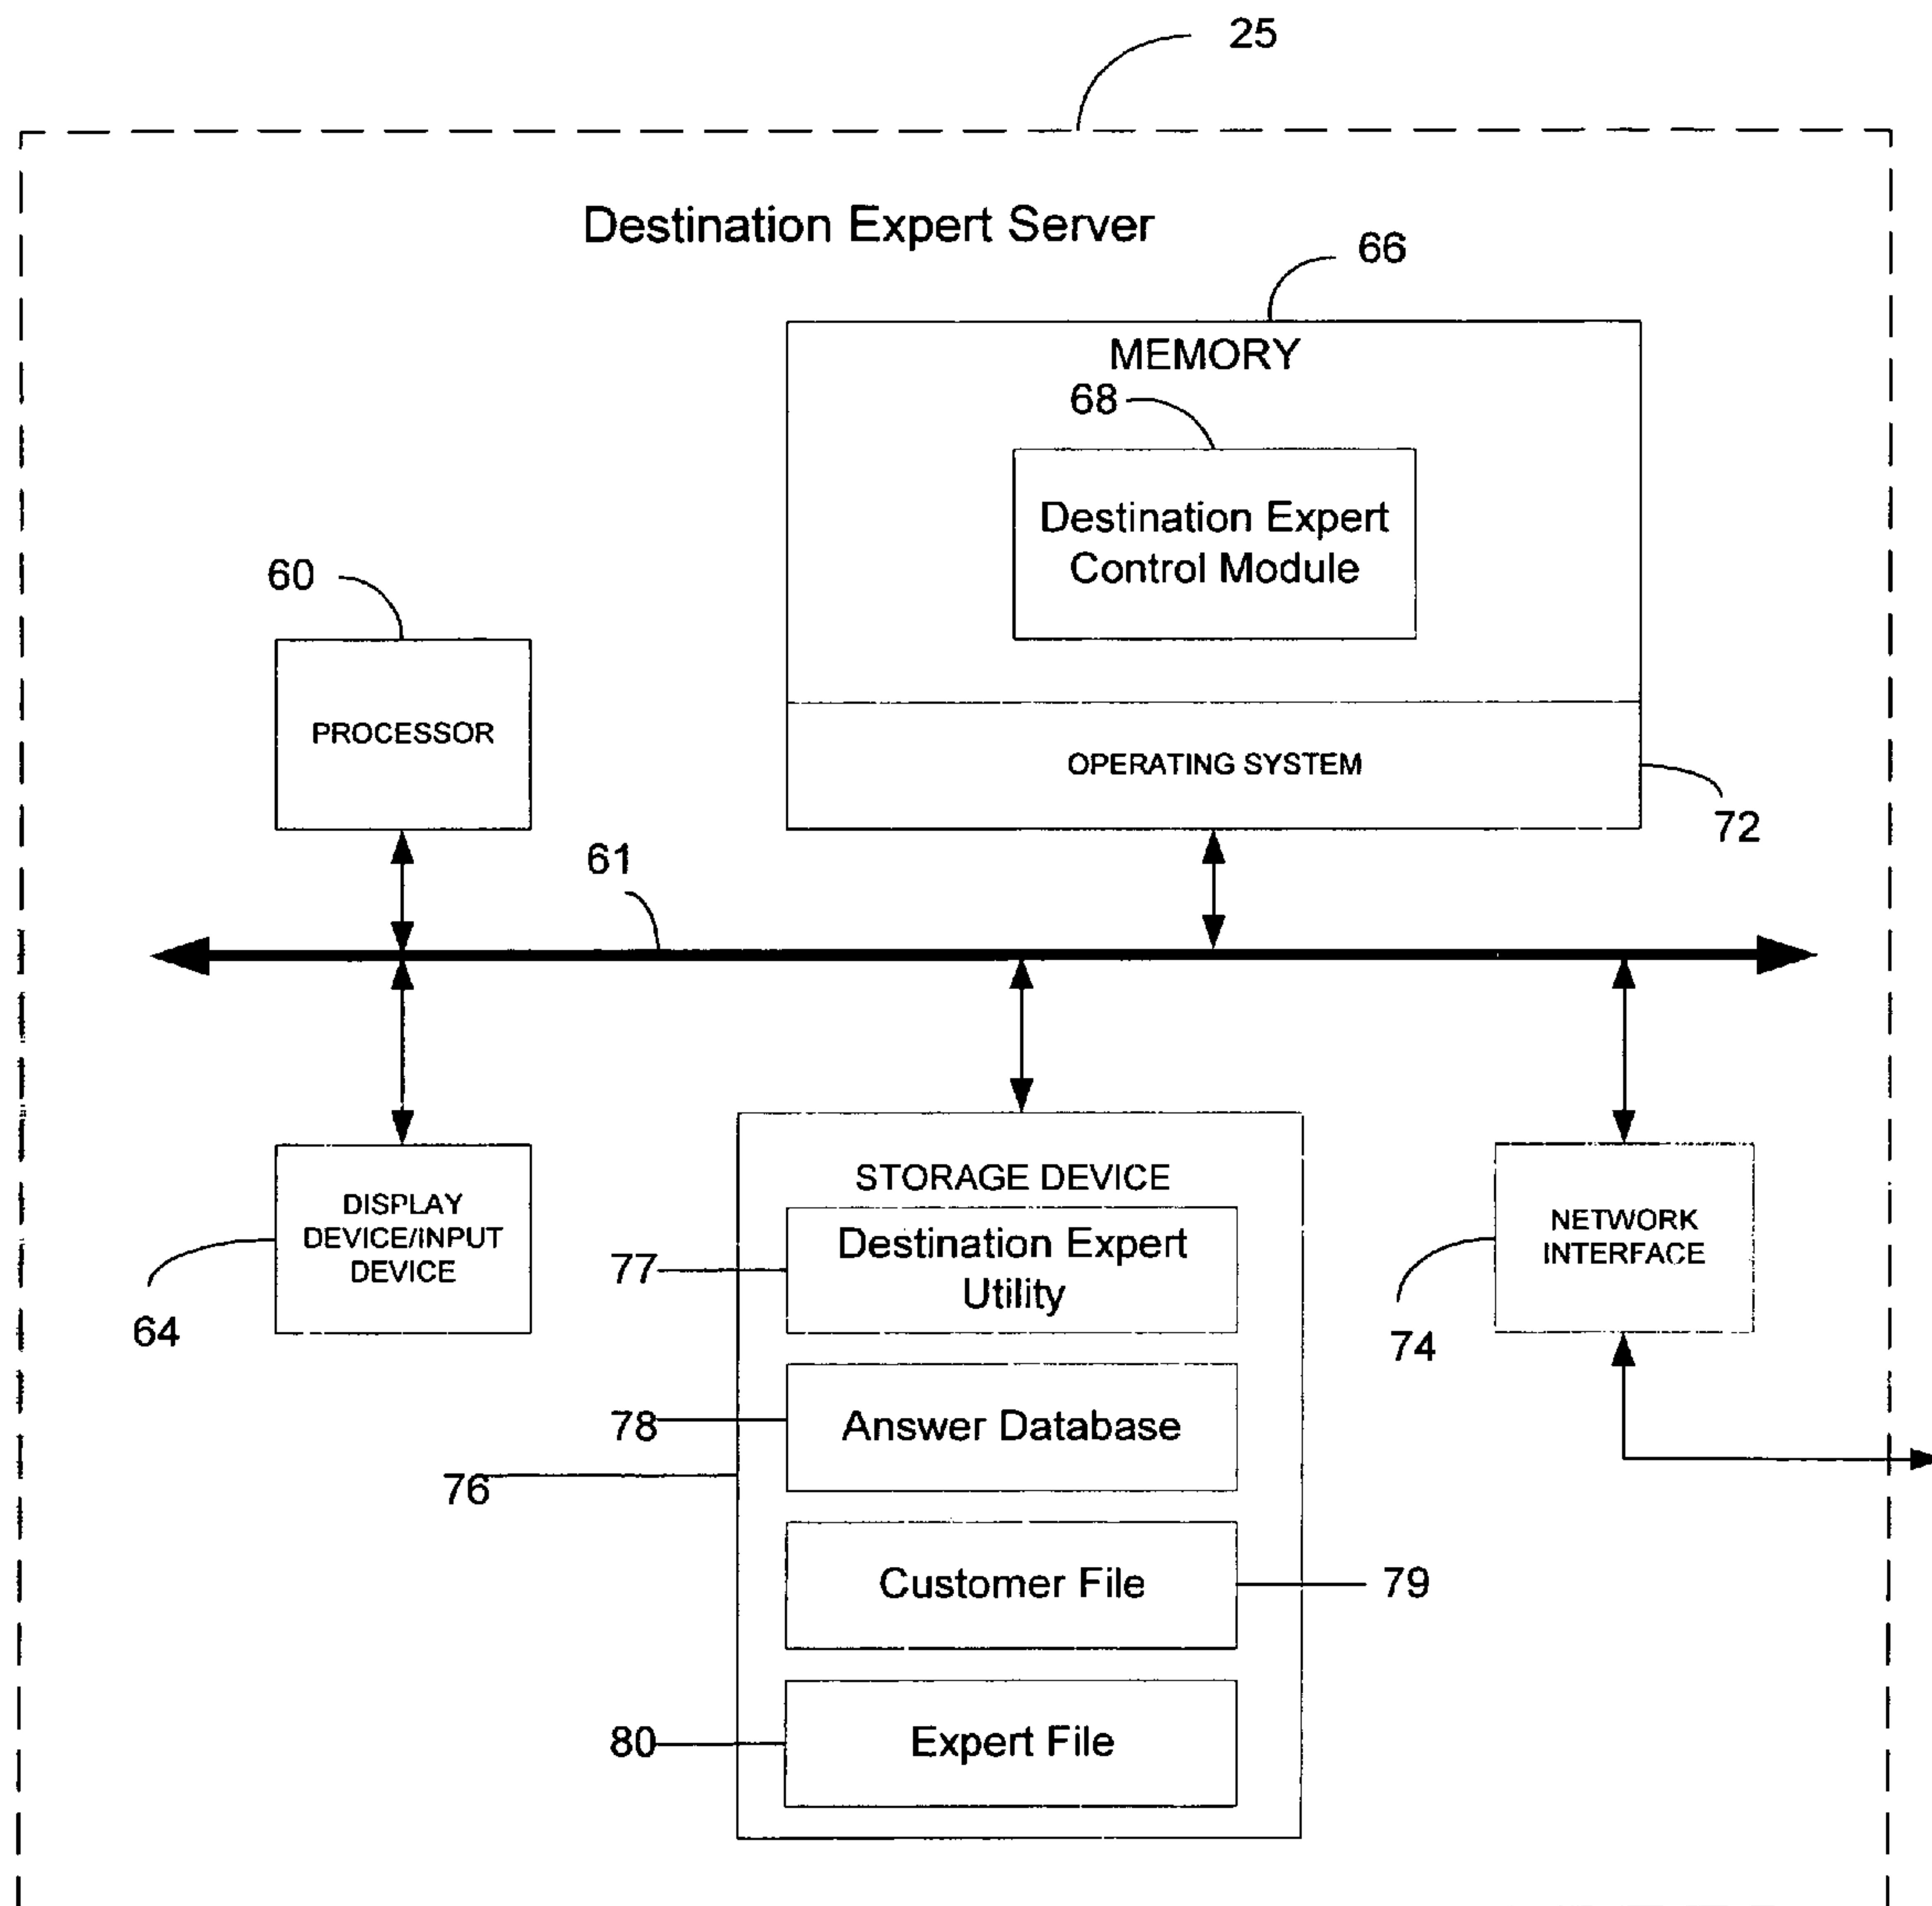 25
Destination Expert Server
66
MEMORY
68
Destination Expert
Control Module
60
PROCESSOR
OPERATING SYSTEM
72
61
DISPLAY
DEVICE/INPUT
DEVICE
64
STORAGE DEVICE
77
Destination Expert
Utility
78
Answer Database
76
Customer File
79
80
Expert File
NETWORK
INTERFACE
74